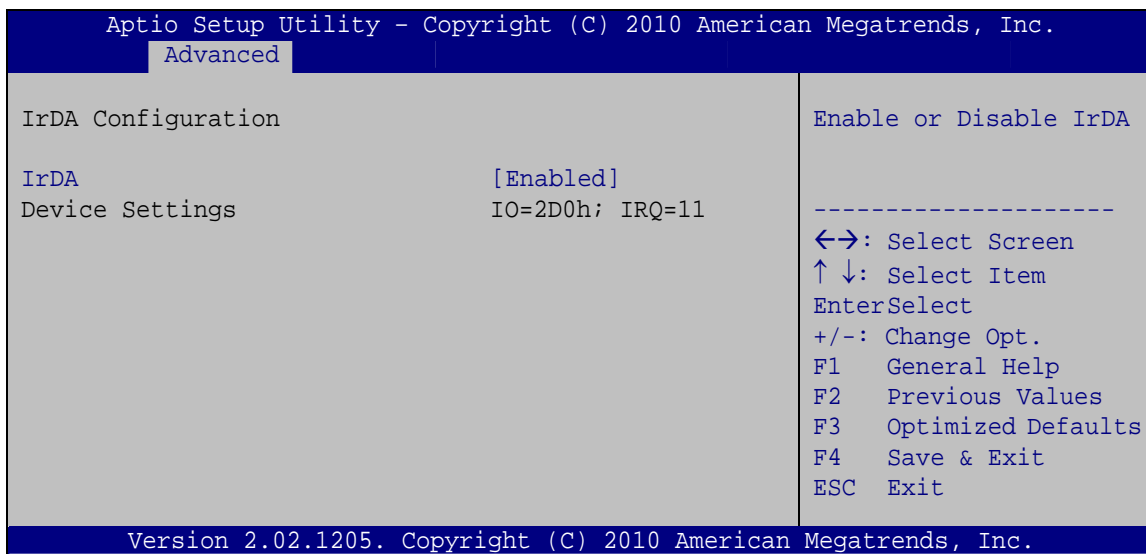 Aptio Setup Utility – Copyright (C) 2010 American Megatrends, Inc.
Advanced
IrDA Configuration
IrDA [Enabled]
Device Settings IO=2D0h; IRQ=11
Enable or Disable IrDA
---------------------
←→: Select Screen
↑ ↓: Select Item
EnterSelect
+/-: Change Opt.
F1 General Help
F2 Previous Values
F3 Optimized Defaults
F4 Save & Exit
ESC Exit
Version 2.02.1205. Copyright (C) 2010 American Megatrends, Inc.